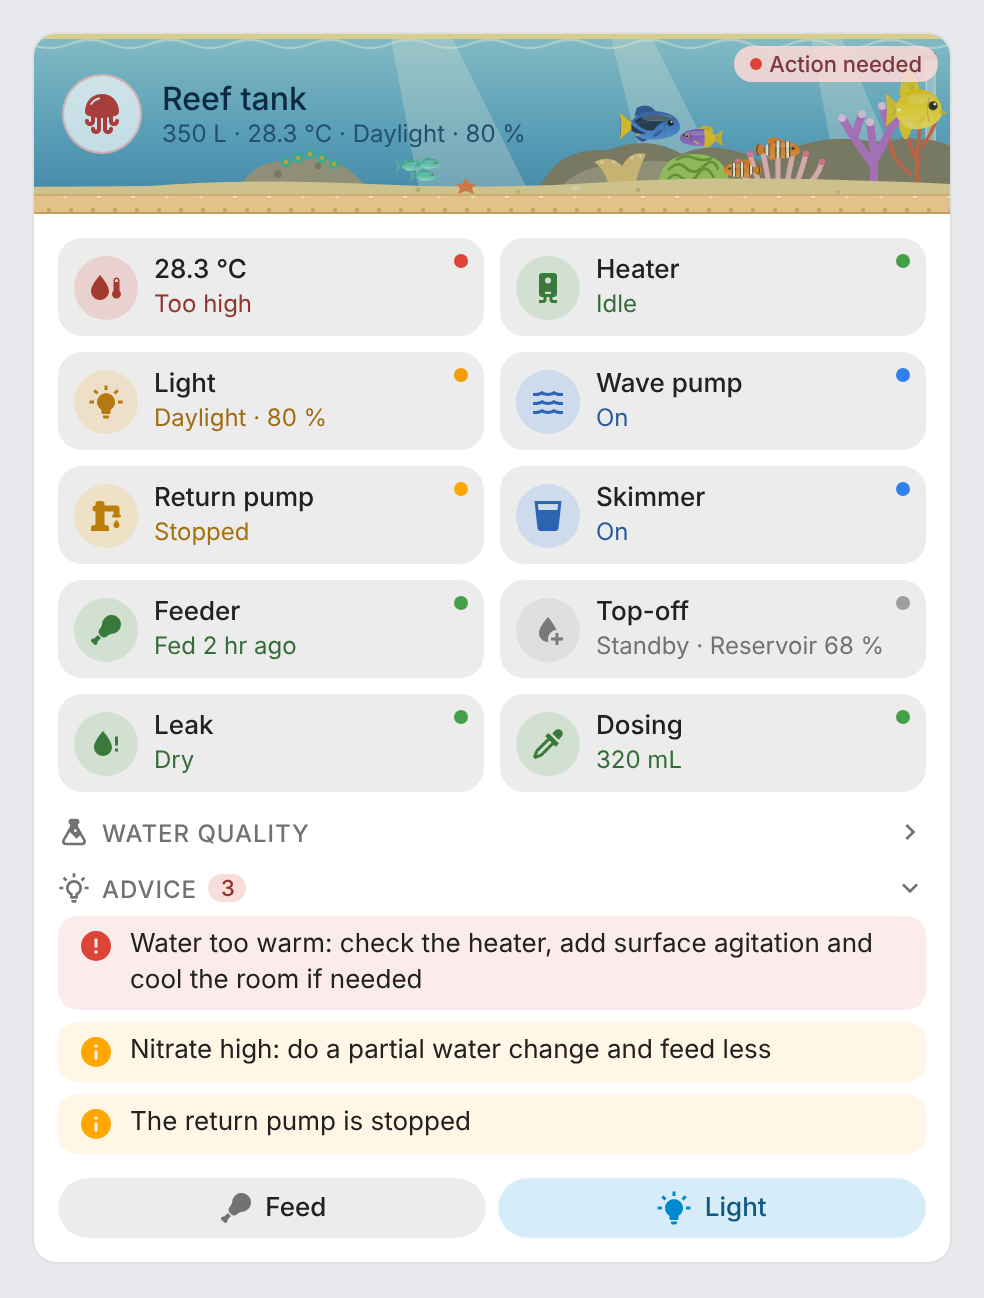 Action needed
Reef tank
350 L · 28.3 °C · Daylight · 80 %
28.3 °C
Too high
Heater
Idle
Light
Daylight · 80 %
Wave pump
On
Return pump
Stopped
Skimmer
On
Feeder
Fed 2 hr ago
Top-off
Standby · Reservoir 68 %
Leak
Dry
Dosing
320 mL
WATER QUALITY
ADVICE 3
Water too warm: check the heater, add surface agitation and
cool the room if needed
Nitrate high: do a partial water change and feed less
The return pump is stopped
Feed
Light